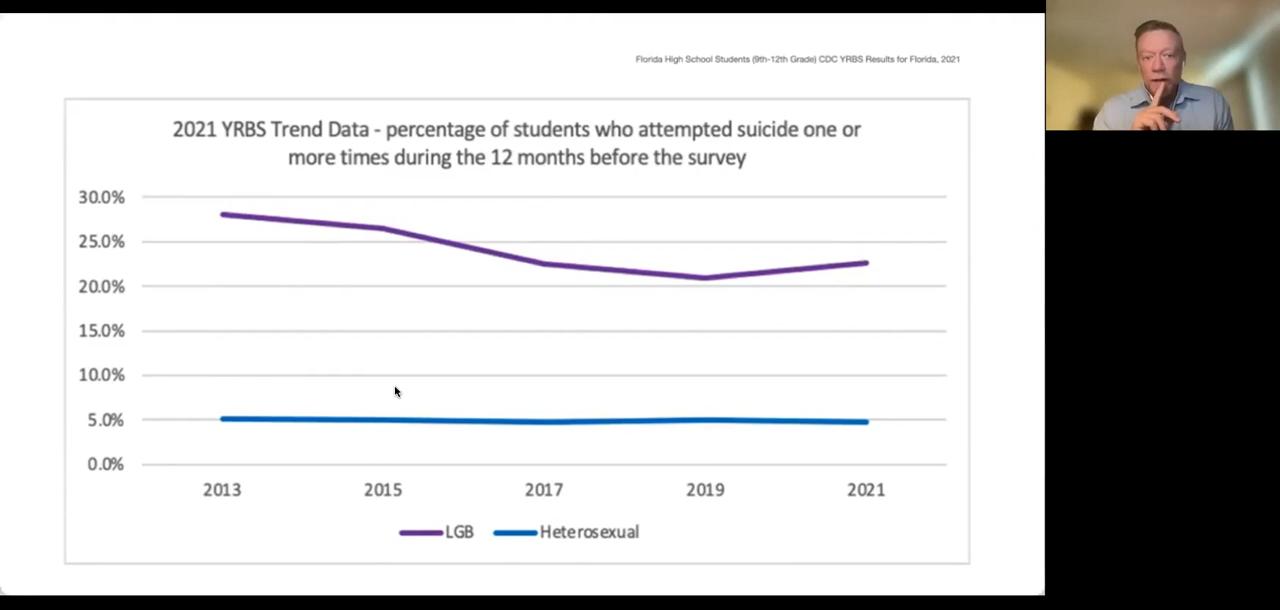 Florida High School Students (9th-12th Grade) CDC YRBS Results for Florida, 2021
2021 YRBS Trend Data - percentage of students who attempted suicide one or
more times during the 12 months before the survey
30.0%
25.0%
20.0%
15.0%
10.0%
5.0%
0.0%
2013 2015 2017 2019 2021
LGB Heterosexual